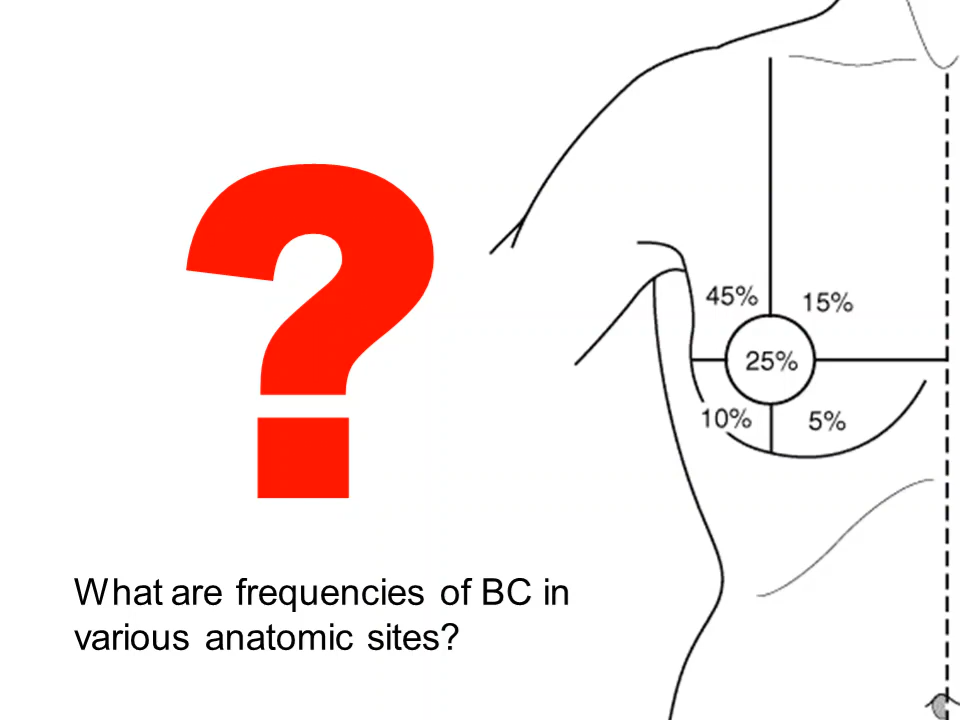 ?
45% 15%
25%
10% 5%
What are frequencies of BC in
various anatomic sites?